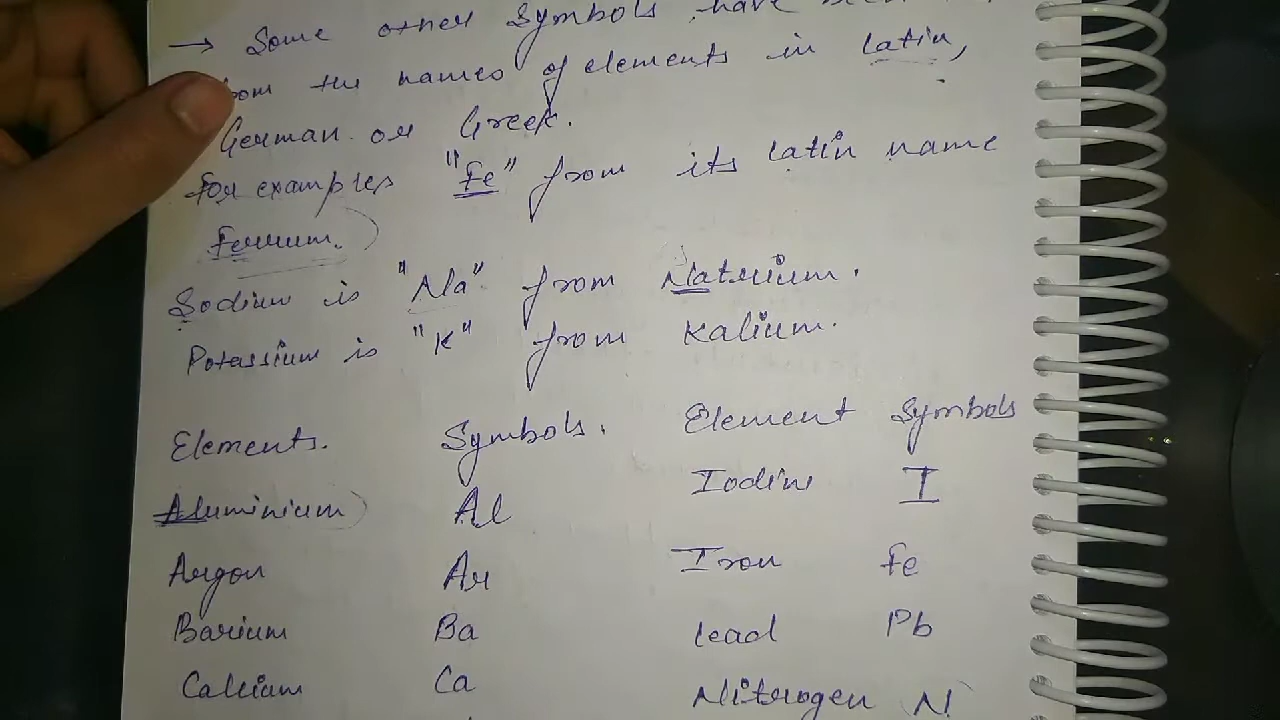 → Some other symbols have been
from the names of elements in Latin,
German or Greek.
for examples "Fe" from its latin name
Ferrum.
Sodium is "Na" from Natrium.
Potassium is "K" from Kalium.
Elements. Symbols. Element Symbols
Aluminium Al Iodine I
Argon Ar Iron Fe
Barium Ba lead Pb
Calcium Ca Nitrogen N